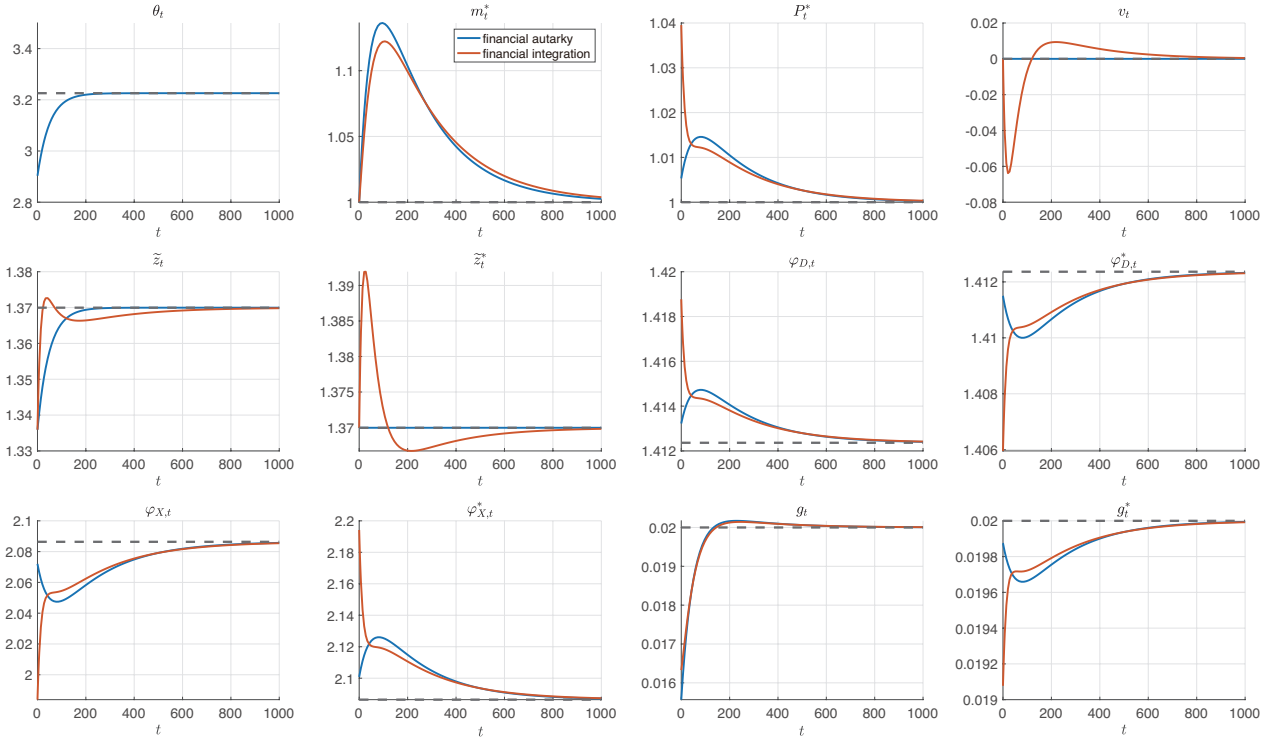 θ_t
3.4
3.2
3
2.8
0 200 400 600 800 1000
t
m*_t
financial autarky
financial integration
1.1
1.05
1
0 200 400 600 800 1000
t
P*_t
1.04
1.03
1.02
1.01
1
0 200 400 600 800 1000
t
v_t
0.02
0
-0.02
-0.04
-0.06
-0.08
0 200 400 600 800 1000
t
z̃_t
1.38
1.37
1.36
1.35
1.34
1.33
0 200 400 600 800 1000
t
z̃*_t
1.39
1.385
1.38
1.375
1.37
0 200 400 600 800 1000
t
φ_{D,t}
1.42
1.418
1.416
1.414
1.412
0 200 400 600 800 1000
t
φ*_{D,t}
1.412
1.41
1.408
1.406
0 200 400 600 800 1000
t
φ_{X,t}
2.1
2.08
2.06
2.04
2.02
2
0 200 400 600 800 1000
t
φ*_{X,t}
2.2
2.18
2.16
2.14
2.12
2.1
0 200 400 600 800 1000
t
g_t
0.02
0.019
0.018
0.017
0.016
0 200 400 600 800 1000
t
g*_t
0.02
0.0198
0.0196
0.0194
0.0192
0.019
0 200 400 600 800 1000
t